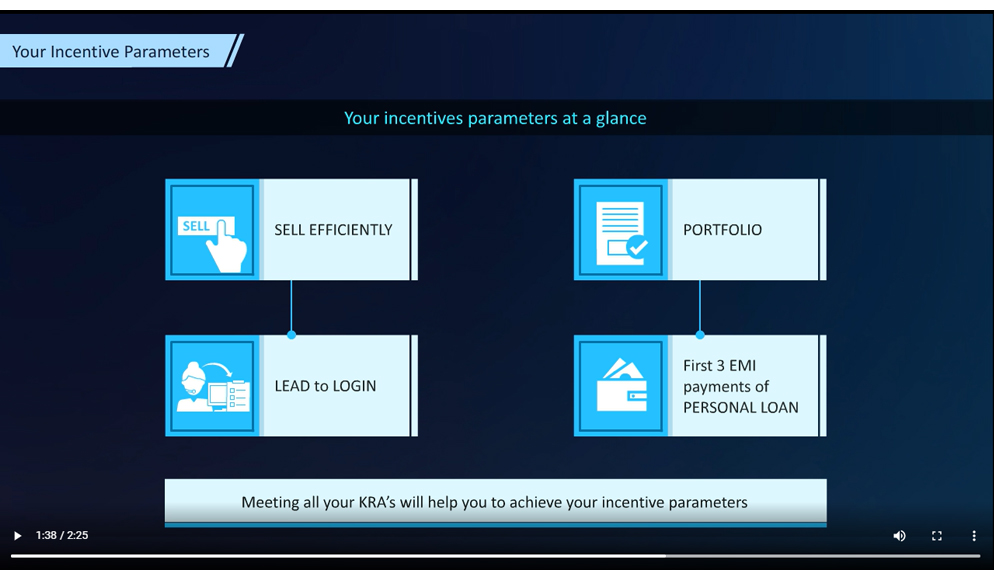 Your Incentive Parameters
Your incentives parameters at a glance
SELL
SELL EFFICIENTLY
PORTFOLIO
LEAD to LOGIN
First 3 EMI
payments of
PERSONAL LOAN
Meeting all your KRA's will help you to achieve your incentive parameters
1:38 / 2:25